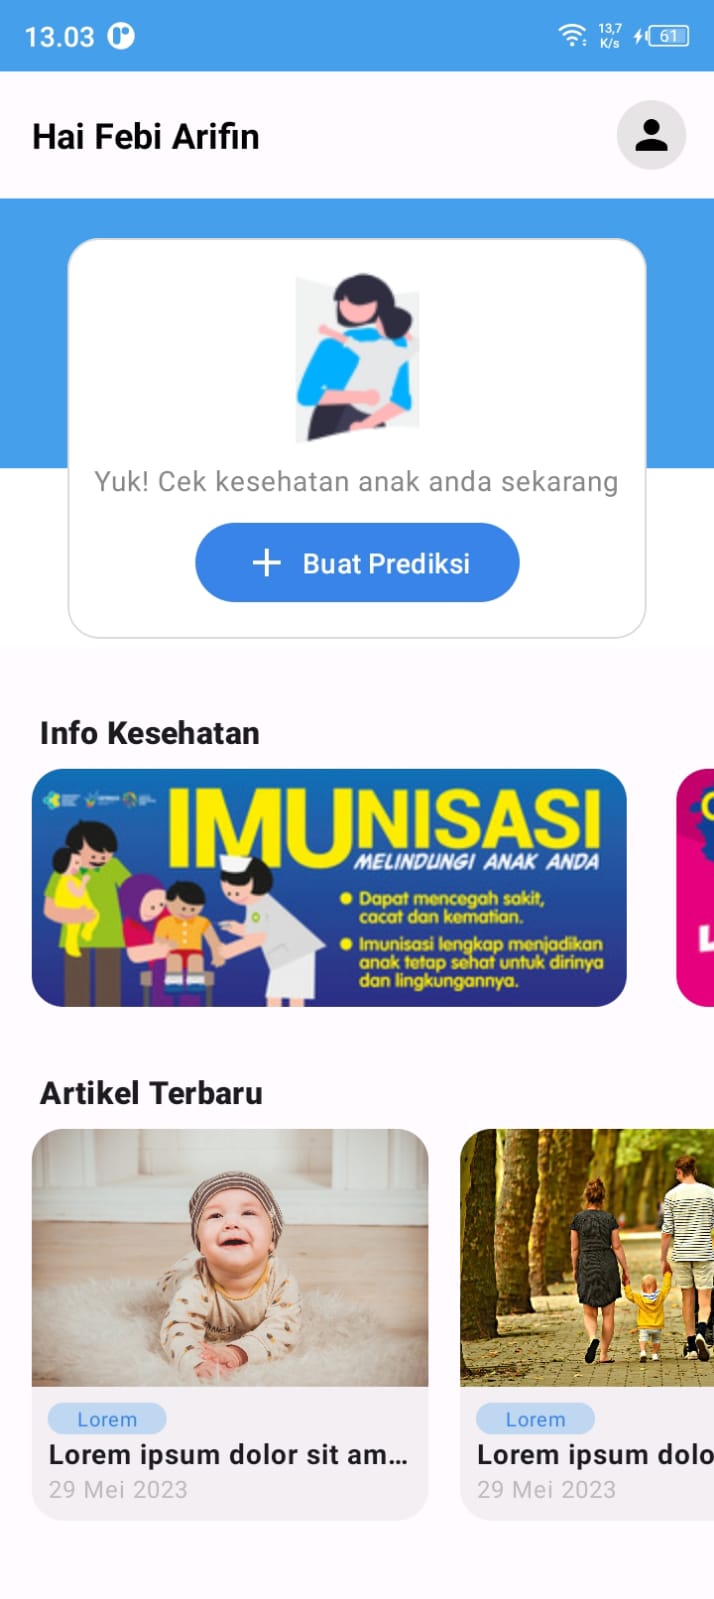 13.03
13,7
K/s
61
Hai Febi Arifin
Yuk! Cek kesehatan anak anda sekarang
+ Buat Prediksi
Info Kesehatan
IMUNISASI
MELINDUNGI ANAK ANDA
● Dapat mencegah sakit,
cacat dan kematian.
● Imunisasi lengkap menjadikan
anak tetap sehat untuk dirinya
dan lingkungannya.
Artikel Terbaru
Lorem
Lorem ipsum dolor sit am...
29 Mei 2023
Lorem
Lorem ipsum dolo
29 Mei 2023